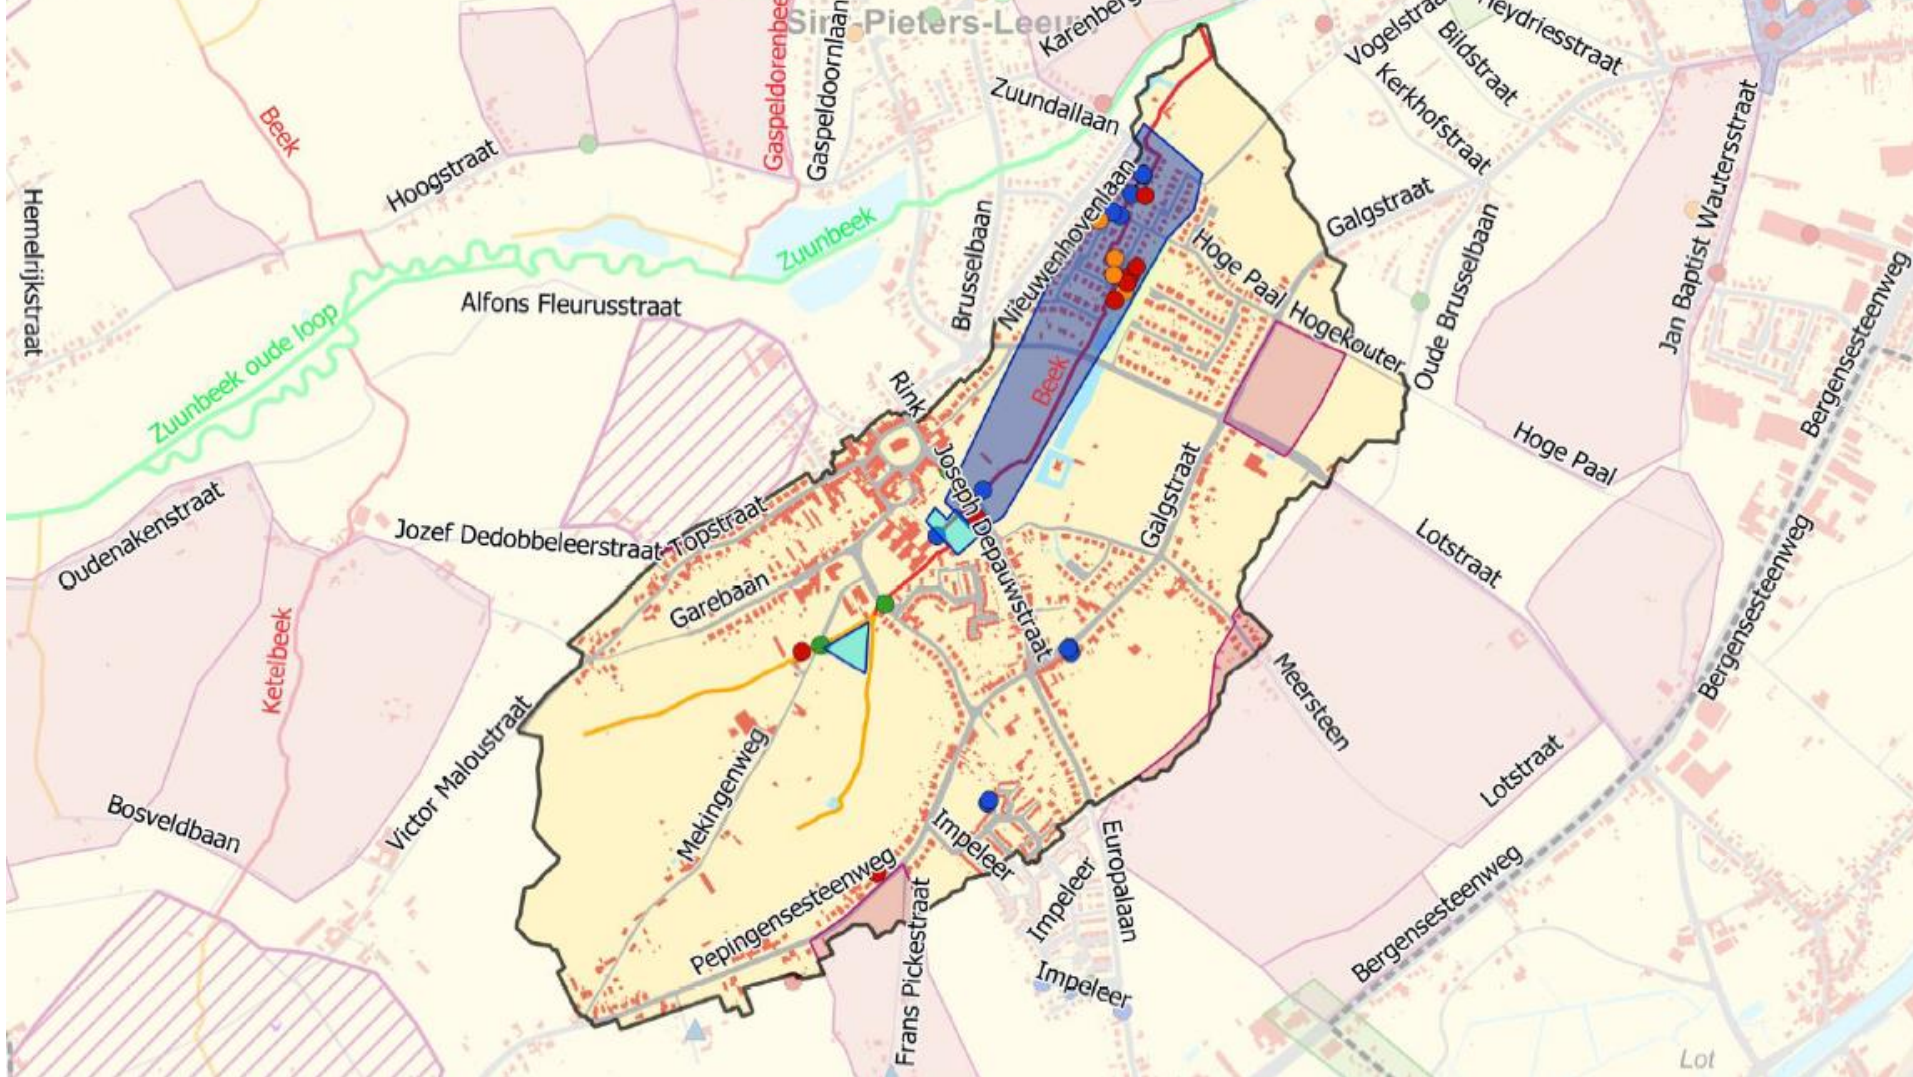 Sint-Pieters-Leeuw
Karenberg
Vogelstraat
Heydriesstraat
Bildstraat
Kerkhofstraat
Gaspeldorenbeek
Gaspeldoornlaan
Zuundallaan
Beek
Hoogstraat
Jan Baptist Wautersstraat
Hemelrijkstraat
Nieuwenhovenlaan
Galgstraat
Brusselbaan
Zuunbeek
Oude Brusselbaan
Hoge Paal
Hogekouter
Alfons Fleurusstraat
Bergensesteenweg
Zuunbeek oude loop
Beek
Rink
Hoge Paal
Joseph Depauwstraat
Galgstraat
Oudenakenstraat
Jozef Dedobbeleerstraat
Topstraat
Lotstraat
Garebaan
Bergensesteenweg
Ketelbeek
Meersteen
Victor Maloustraat
Mekingenweg
Lotstraat
Bosveldbaan
Impeleer
Europalaan
Impeleer
Pepingensesteenweg
Bergensesteenweg
Frans Pickestraat
Impeleer
Lot